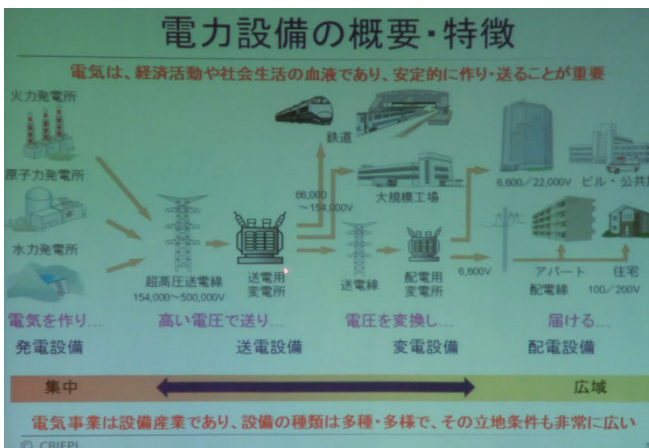 電力設備の概要・特徴
電気は、経済活動や社会生活の血液であり、安定的に作り・送ることが重要
火力発電所
鉄道
原子力発電所
66,000
~154,000V
大規模工場
6,600/22,000V
ビル・公共
水力発電所
超高圧送電線
154,000~500,000V
送電用
変電所
送電線
配電用
変電所
6,600V
アパート
住宅
配電線
100/200V
電気を作り…
高い電圧で送り…
電圧を変換し…
届ける…
発電設備
送電設備
変電設備
配電設備
集中
広域
電気事業は設備産業であり、設備の種類は多種・多様で、その立地条件も非常に広い
© CRIEPI